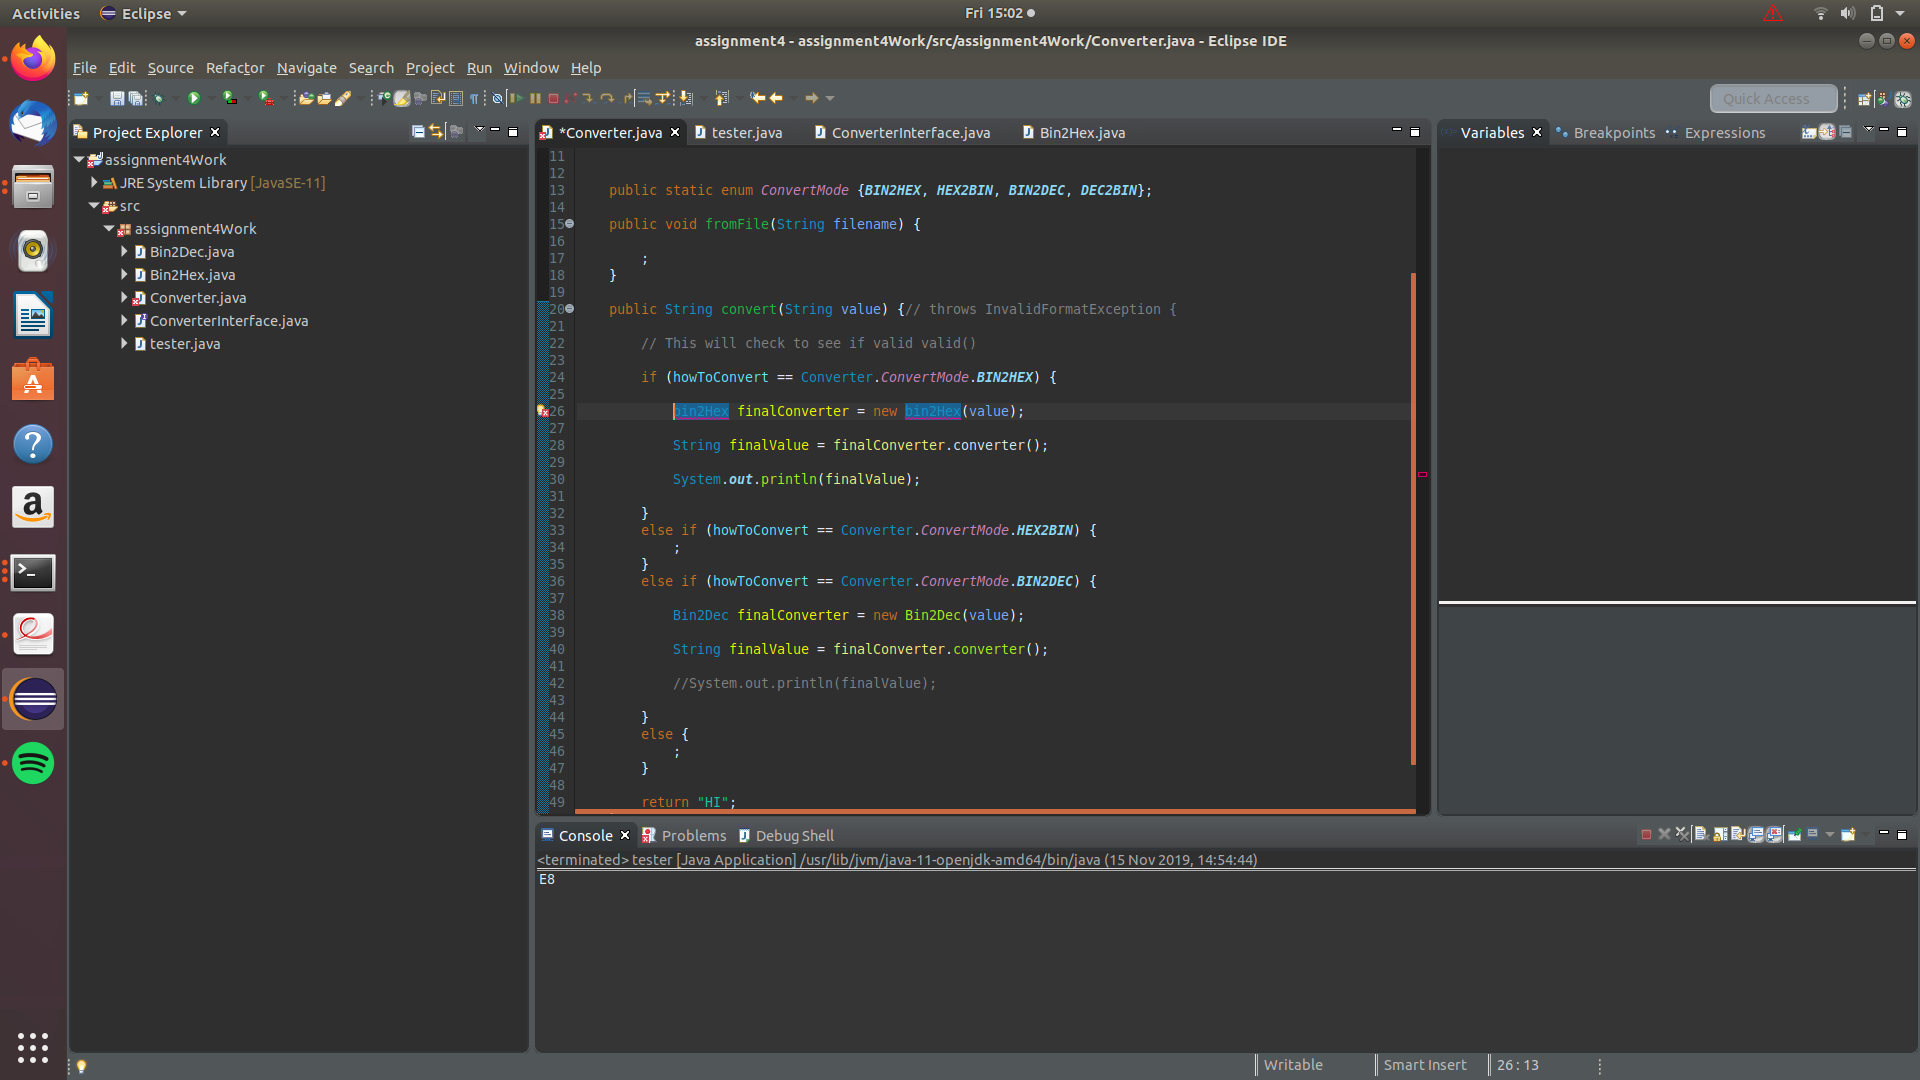 Activities Eclipse Fri 15:02
assignment4 - assignment4Work/src/assignment4Work/Converter.java - Eclipse IDE
File Edit Source Refactor Navigate Search Project Run Window Help
Quick Access
Project Explorer
assignment4Work
JRE System Library [JavaSE-11]
src
assignment4Work
Bin2Dec.java
Bin2Hex.java
Converter.java
ConverterInterface.java
tester.java
*Converter.java tester.java ConverterInterface.java Bin2Hex.java
11
12
13 public static enum ConvertMode {BIN2HEX, HEX2BIN, BIN2DEC, DEC2BIN};
14
15 public void fromFile(String filename) {
16
17 ;
18 }
19
20 public String convert(String value) {// throws InvalidFormatException {
21
22 // This will check to see if valid valid()
23
24 if (howToConvert == Converter.ConvertMode.BIN2HEX) {
25
26 bin2Hex finalConverter = new bin2Hex(value);
27
28 String finalValue = finalConverter.converter();
29
30 System.out.println(finalValue);
31
32 }
33 else if (howToConvert == Converter.ConvertMode.HEX2BIN) {
34 ;
35 }
36 else if (howToConvert == Converter.ConvertMode.BIN2DEC) {
37
38 Bin2Dec finalConverter = new Bin2Dec(value);
39
40 String finalValue = finalConverter.converter();
41
42 //System.out.println(finalValue);
43
44 }
45 else {
46 ;
47 }
48
49 return "HI";
Variables Breakpoints Expressions
Console Problems Debug Shell
<terminated> tester [Java Application] /usr/lib/jvm/java-11-openjdk-amd64/bin/java (15 Nov 2019, 14:54:44)
E8
Writable Smart Insert 26 : 13